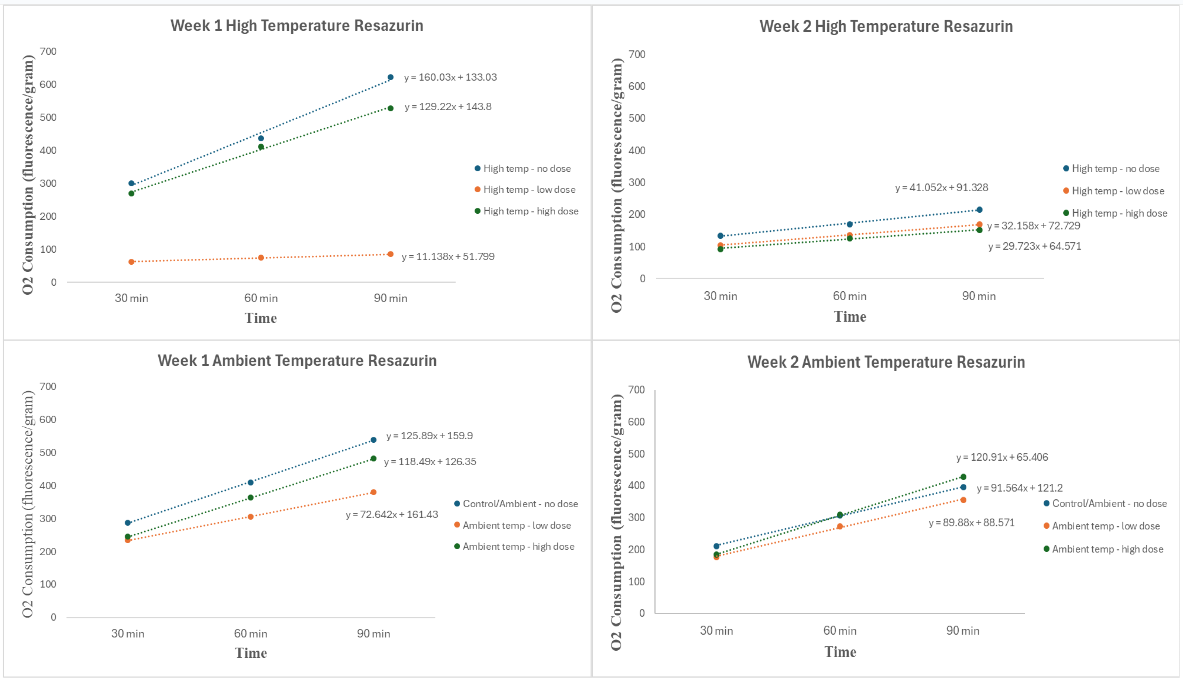 Week 1 High Temperature Resazurin
O2 Consumption (fluorescence/gram)
700
600
500
400
300
200
100
0
y = 160.03x + 133.03
y = 129.22x + 143.8
y = 11.138x + 51.799
High temp - no dose
High temp - low dose
High temp - high dose
30 min
60 min
90 min
Time
Week 2 High Temperature Resazurin
O2 Consumption (fluorescence/gram)
700
600
500
400
300
200
100
0
y = 41.052x + 91.328
y = 32.158x + 72.729
y = 29.723x + 64.571
High temp - no dose
High temp - low dose
High temp - high dose
30 min
60 min
90 min
Time
Week 1 Ambient Temperature Resazurin
O2 Consumption (fluorescence/gram)
700
600
500
400
300
200
100
0
y = 125.89x + 159.9
y = 118.49x + 126.35
y = 72.642x + 161.43
Control/Ambient - no dose
Ambient temp - low dose
Ambient temp - high dose
30 min
60 min
90 min
Time
Week 2 Ambient Temperature Resazurin
O2 Consumption (fluorescence/gram)
700
600
500
400
300
200
100
0
y = 120.91x + 65.406
y = 91.564x + 121.2
y = 89.88x + 88.571
Control/Ambient - no dose
Ambient temp - low dose
Ambient temp - high dose
30 min
60 min
90 min
Time